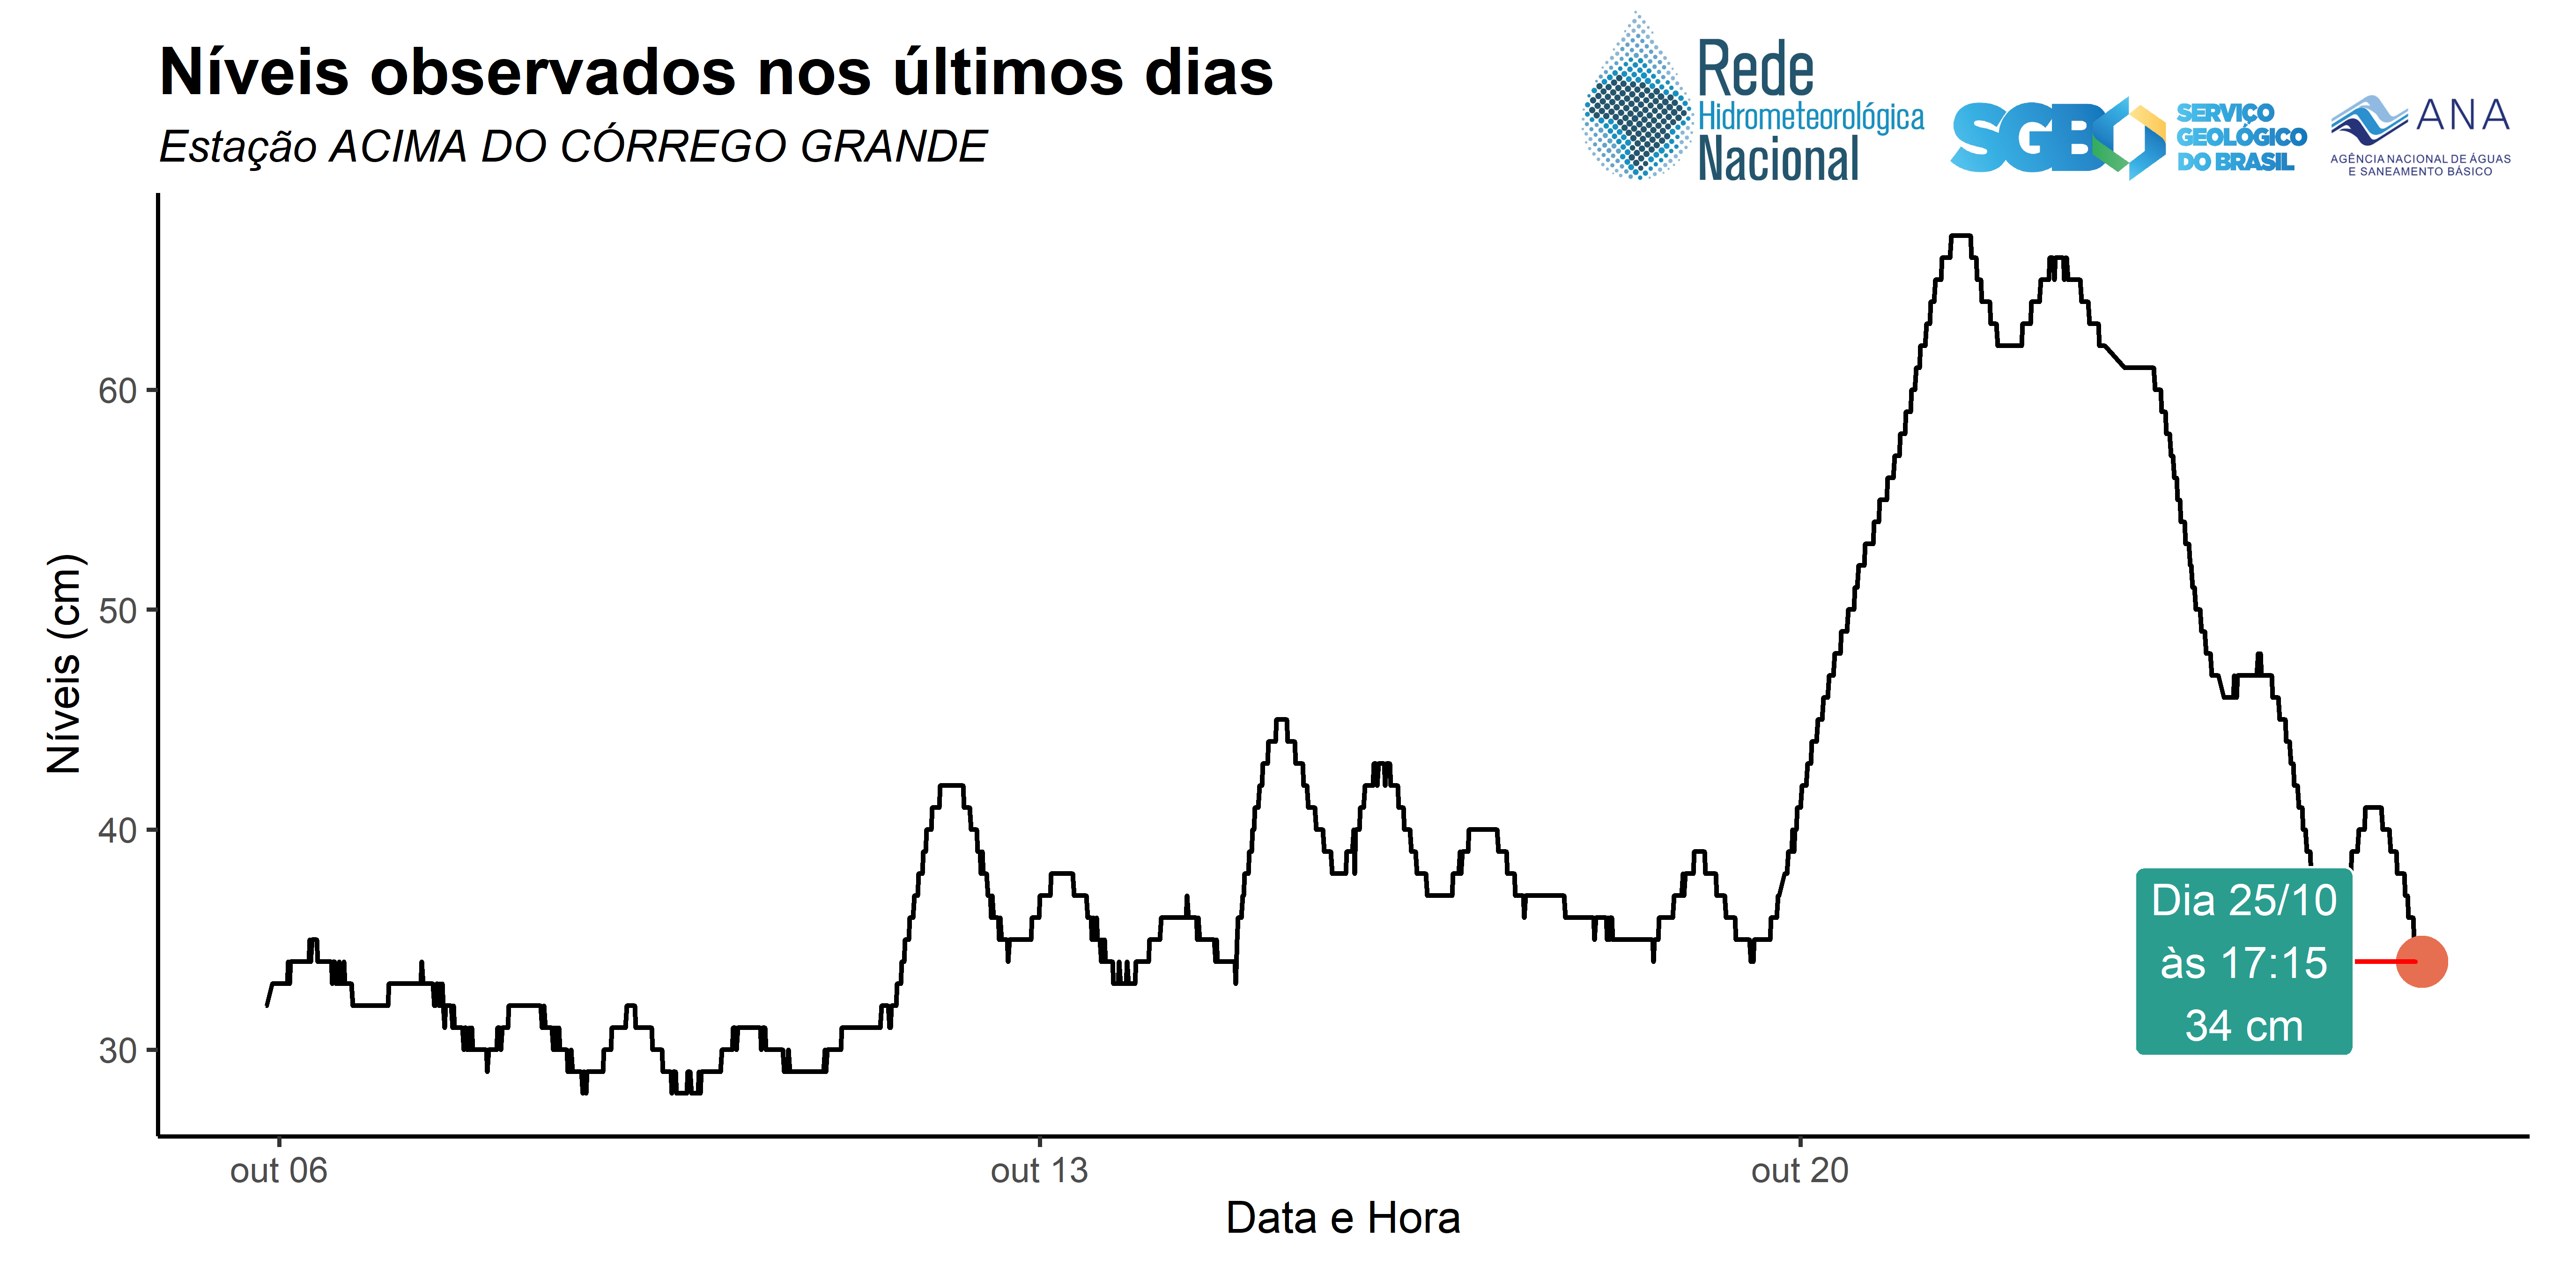 Níveis observados nos últimos dias
Estação ACIMA DO CÓRREGO GRANDE
Rede
Hidrometeorológica
Nacional
SGB
SERVIÇO
GEOLÓGICO
DO BRASIL
ANA
AGÊNCIA NACIONAL DE ÁGUAS
E SANEAMENTO BÁSICO
Níveis (cm)
60
50
40
30
Dia 25/10
às 17:15
34 cm
out 06
out 13
out 20
Data e Hora